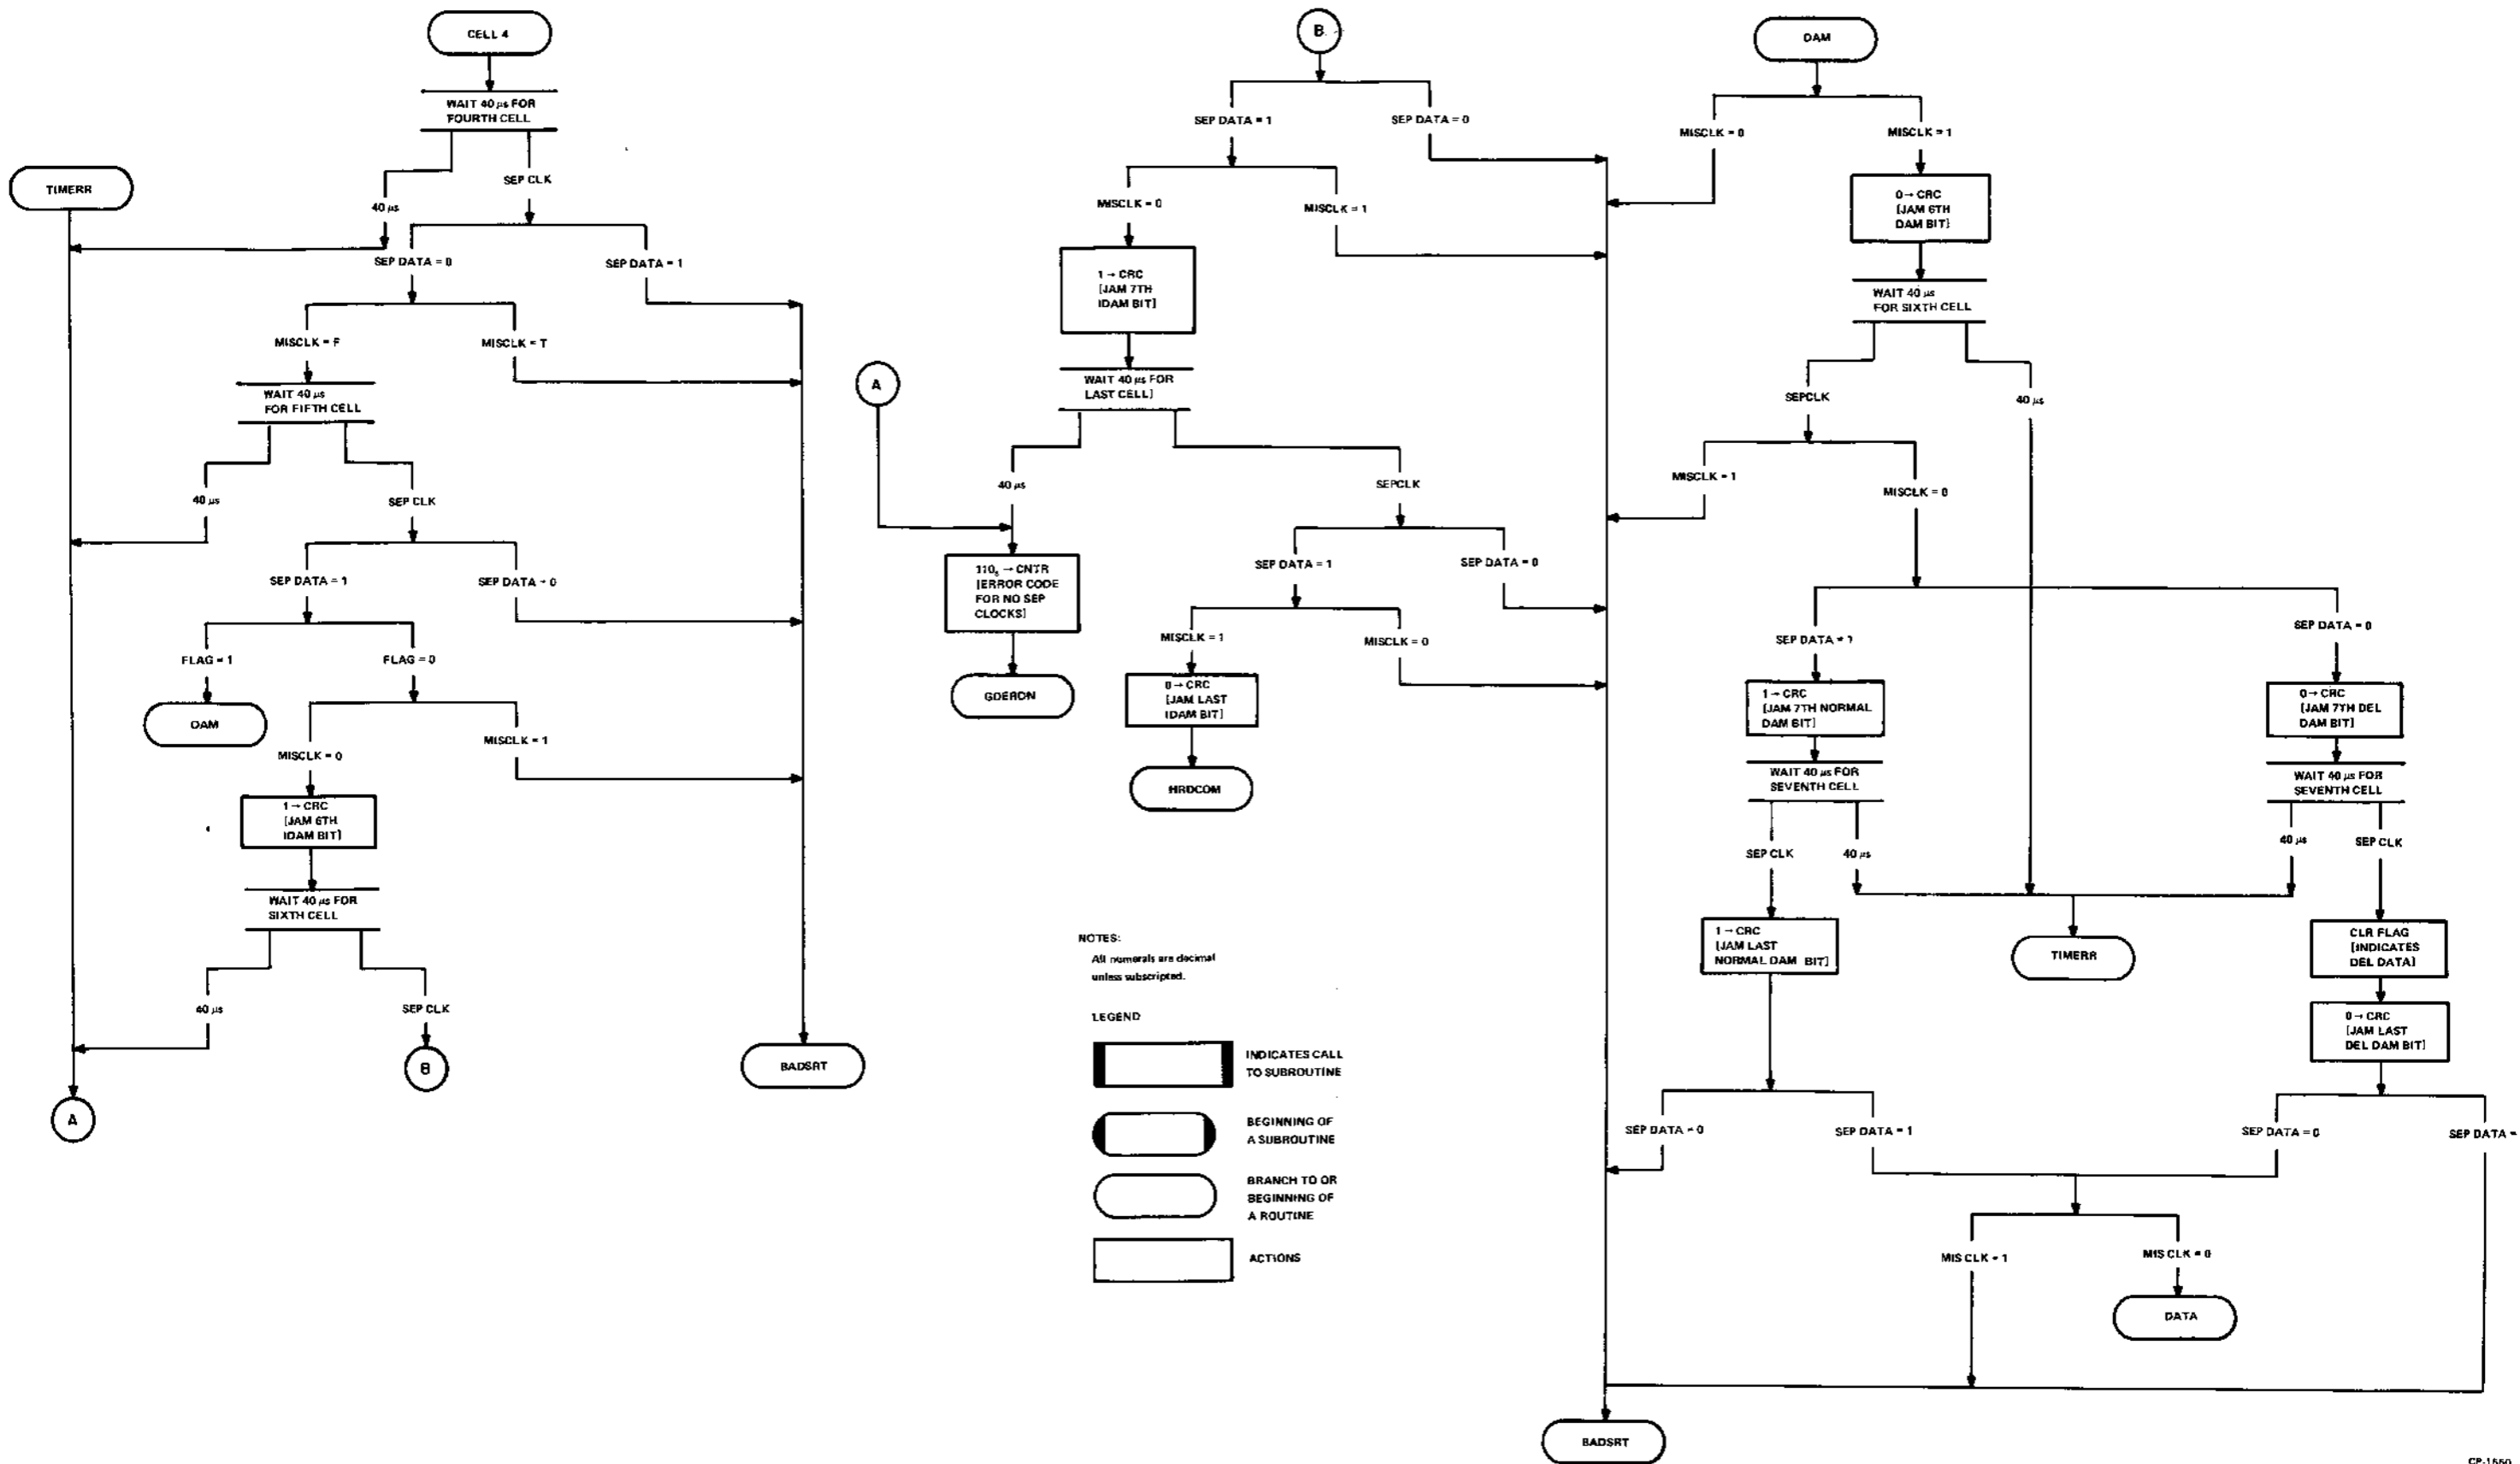 CELL 4
WAIT 40 µs FOR
FOURTH CELL
TIMERR
SEP CLK
40 µs
SEP DATA = 0
SEP DATA = 1
MISCLK = F
MISCLK = T
WAIT 40 µs
FOR FIFTH CELL
40 µs
SEP CLK
SEP DATA = 1
SEP DATA = 0
FLAG = 1
FLAG = 0
DAM
MISCLK = 0
MISCLK = 1
1 → CRC
[JAM 6TH
IDAM BIT]
WAIT 40 µs FOR
SIXTH CELL
40 µs
SEP CLK
A
B
BADSRT
B
SEP DATA = 1
SEP DATA = 0
MISCLK = 0
MISCLK = 1
1 → CRC
[JAM 7TH
IDAM BIT]
WAIT 40 µs FOR
LAST CELL]
A
40 µs
SEPCLK
110₈ → CNTR
[ERROR CODE
FOR NO SEP
CLOCKS]
GDERDN
SEP DATA = 1
SEP DATA = 0
MISCLK = 1
MISCLK = 0
0 → CRC
[JAM LAST
IDAM BIT]
HRDCOM
NOTES:
All numerals are decimal
unless subscripted.
LEGEND
INDICATES CALL
TO SUBROUTINE
BEGINNING OF
A SUBROUTINE
BRANCH TO OR
BEGINNING OF
A ROUTINE
ACTIONS
DAM
MISCLK = 0
MISCLK = 1
0 → CRC
[JAM 6TH
DAM BIT]
WAIT 40 µs
FOR SIXTH CELL
SEPCLK
40 µs
MISCLK = 1
MISCLK = 0
SEP DATA = 1
SEP DATA = 0
1 → CRC
[JAM 7TH NORMAL
DAM BIT]
0 → CRC
[JAM 7TH DEL
DAM BIT]
WAIT 40 µs FOR
SEVENTH CELL
WAIT 40 µs FOR
SEVENTH CELL
SEP CLK
40 µs
40 µs
SEP CLK
1 → CRC
[JAM LAST
NORMAL DAM BIT]
TIMERR
CLR FLAG
[INDICATES
DEL DATA]
0 → CRC
[JAM LAST
DEL DAM BIT]
SEP DATA = 0
SEP DATA = 1
SEP DATA = 0
SEP DATA =
MIS CLK = 1
MIS CLK = 0
DATA
BADSRT
CP-1550